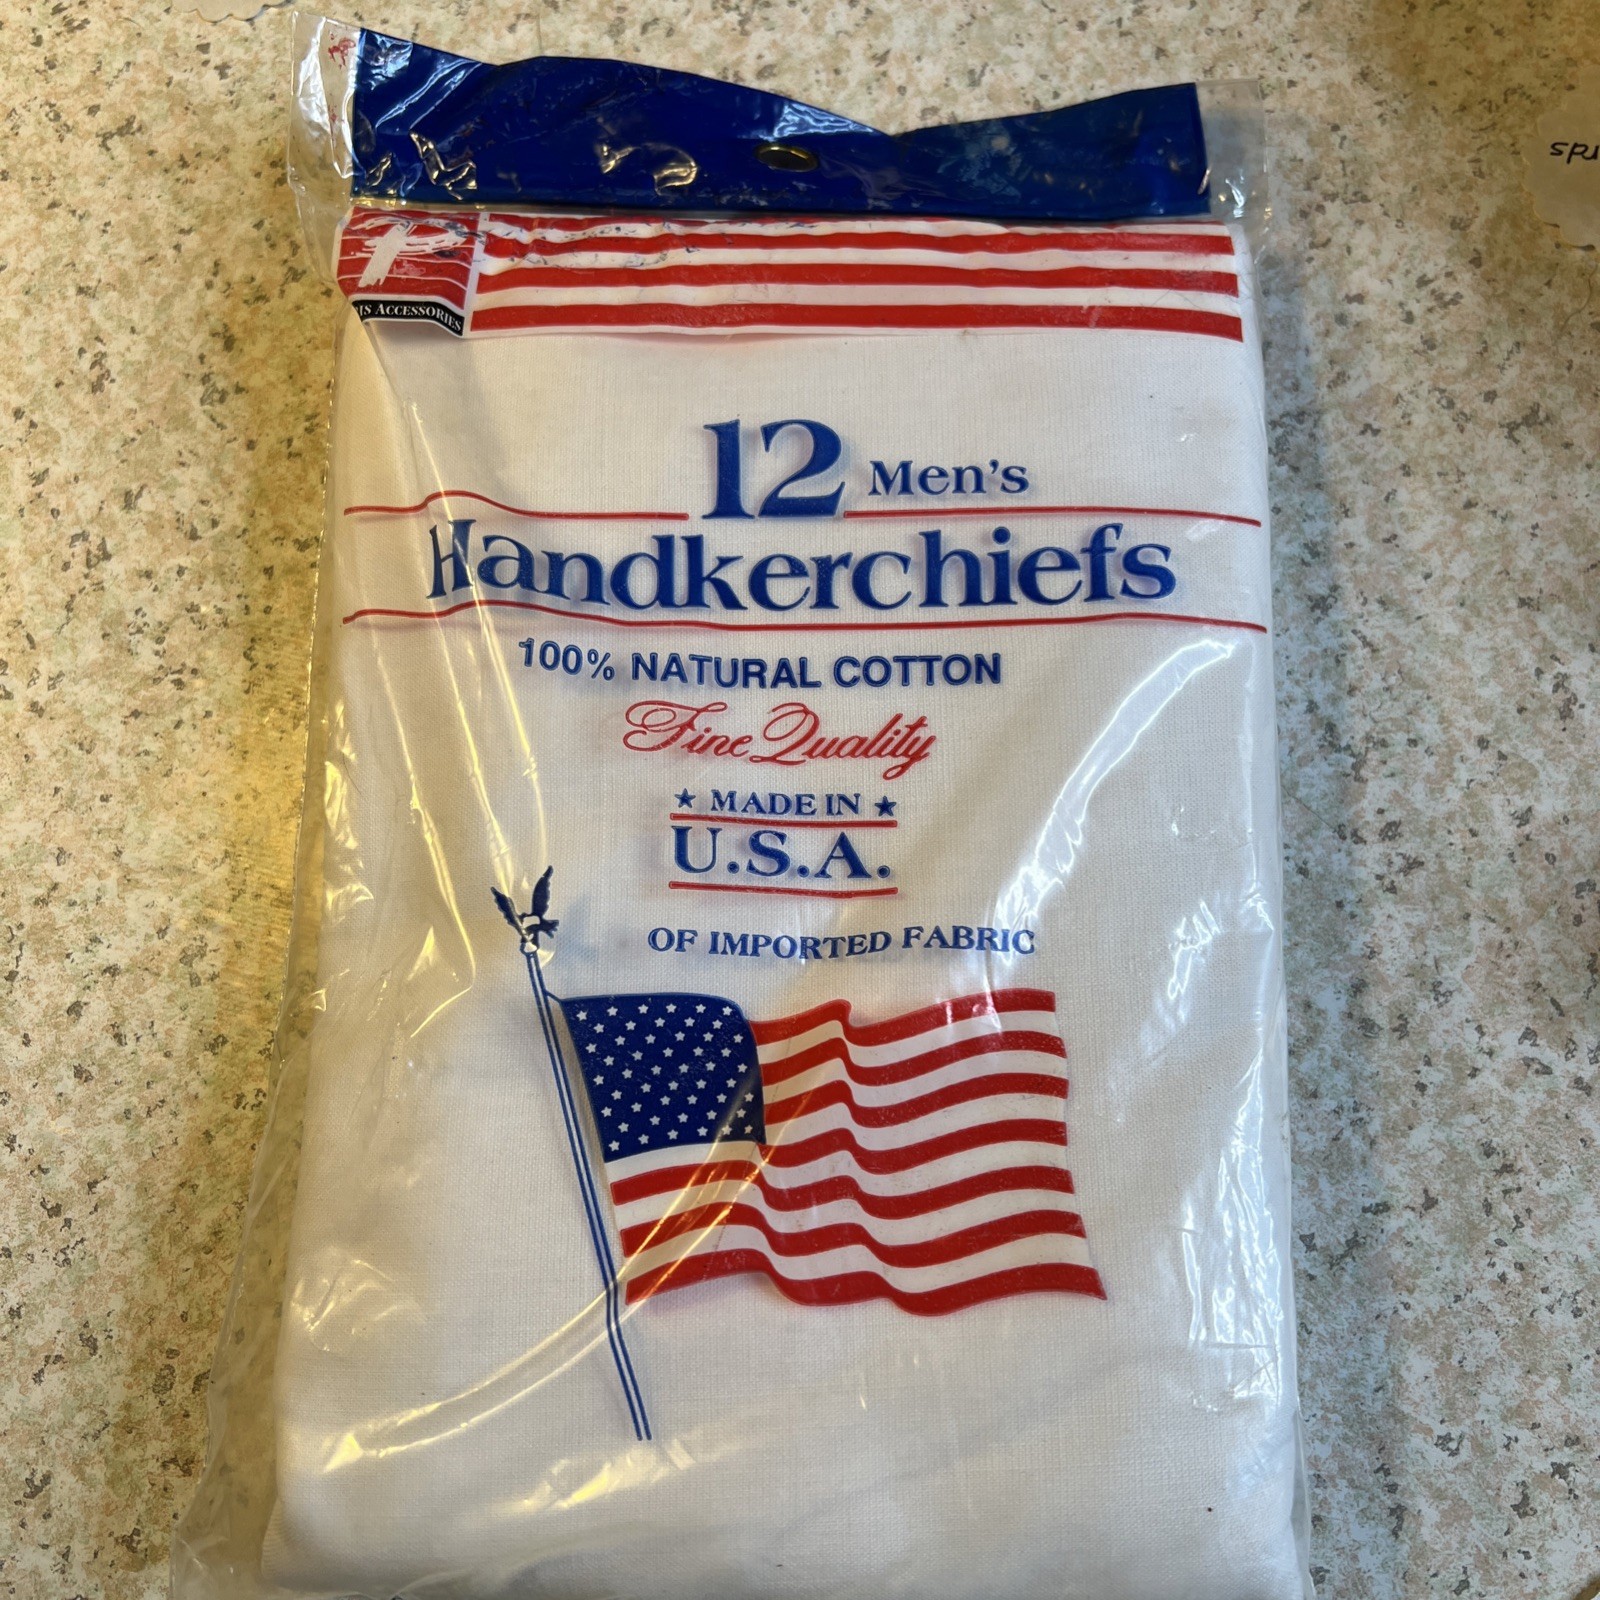 IS ACCESSORIES
12 Men's
Handkerchiefs
100% NATURAL COTTON
Fine Quality
★ MADE IN ★
U.S.A.
OF IMPORTED FABRIC